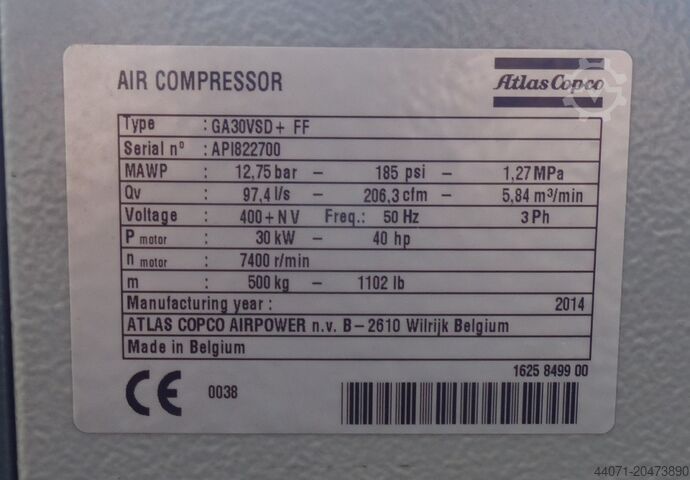 AIR COMPRESSOR
Atlas Copco
Type : GA30VSD+ FF
Serial nº : API822700
MAWP : 12,75 bar – 185 psi – 1,27 MPa
Qv : 97,4 l/s – 206,3 cfm – 5,84 m³/min
Voltage : 400+N V Freq.: 50 Hz 3 Ph
P motor : 30 kW – 40 hp
n motor : 7400 r/min
m : 500 kg – 1102 lb
Manufacturing year : 2014
ATLAS COPCO AIRPOWER n.v. B–2610 Wilrijk Belgium
Made in Belgium
1625 8499 00
CE 0038
44071-20473890